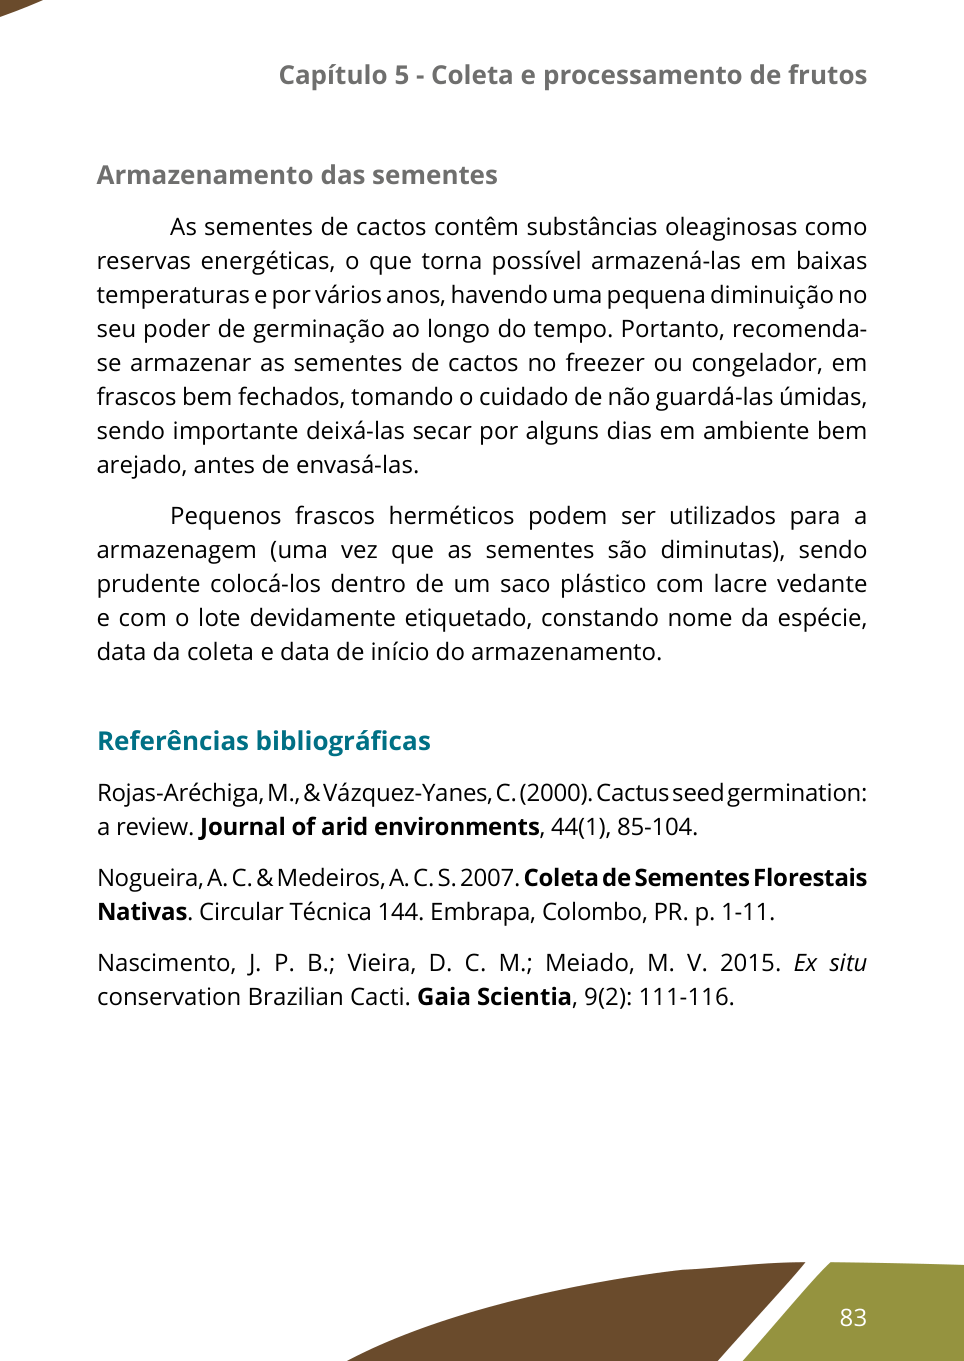 Capítulo 5 - Coleta e processamento de frutos
Armazenamento das sementes
As sementes de cactos contêm substâncias oleaginosas como
reservas energéticas, o que torna possível armazená-las em baixas
temperaturas e por vários anos, havendo uma pequena diminuição no
seu poder de germinação ao longo do tempo. Portanto, recomenda-
se armazenar as sementes de cactos no freezer ou congelador, em
frascos bem fechados, tomando o cuidado de não guardá-las úmidas,
sendo importante deixá-las secar por alguns dias em ambiente bem
arejado, antes de envasá-las.
Pequenos frascos herméticos podem ser utilizados para a
armazenagem (uma vez que as sementes são diminutas), sendo
prudente colocá-los dentro de um saco plástico com lacre vedante
e com o lote devidamente etiquetado, constando nome da espécie,
data da coleta e data de início do armazenamento.
Referências bibliográficas
Rojas-Aréchiga, M., & Vázquez-Yanes, C. (2000). Cactus seed germination:
a review. Journal of arid environments, 44(1), 85-104.
Nogueira, A. C. & Medeiros, A. C. S. 2007. Coleta de Sementes Florestais
Nativas. Circular Técnica 144. Embrapa, Colombo, PR. p. 1-11.
Nascimento, J. P. B.; Vieira, D. C. M.; Meiado, M. V. 2015. Ex situ
conservation Brazilian Cacti. Gaia Scientia, 9(2): 111-116.
83